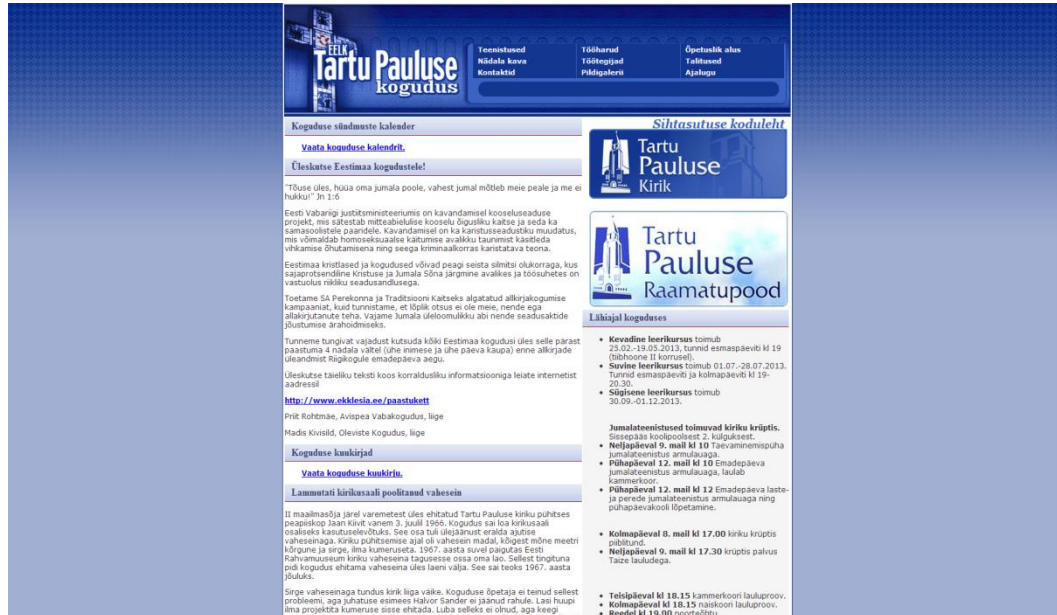 EELK
Tartu Pauluse
kogudus
Teenistused
Nädala kava
Kontaktid
Tööharud
Töötegijad
Pildigalerii
Õpetuslik alus
Talitused
Ajalugu
Koguduse sündmuste kalender
Vaata koguduse kalendrit.
Üleskutse Eestimaa kogudustele!
"Tõuse üles, hüüa oma jumala poole, vahest jumal mõtleb meie peale ja me ei
hukku!" Jn 1:6
Eesti Vabariigi justiitsministeeriumis on kavandamisel kooseluseaduse
projekt, mis sätestab mitteabielulise kooselu õigusliku kaitse ja seda ka
samasoolistele paaridele. Kavandamisel on ka karistusseadustiku muudatus,
mis võimaldab homoseksuaalse käitumise avalikku taunimist käsitleda
vihkamise õhutamisena ning seega kriminaalkorras karistatava teona.
Eestimaa kristlased ja kogudused võivad peagi seista silmitsi olukorraga, kus
sajaprotsendiline Kristuse ja Jumala Sõna järgmine avalikes ja töösuhetes on
vastuolus riikliku seadusandlusega.
Toetame SA Perekonna ja Traditsiooni Kaitseks algatatud allkirjakogumise
kampaaniat, kuid tunnistame, et lõplik otsus ei ole meie, nende ega
allakirjutanute teha. Vajame Jumala üleloomulikku abi nende seadusaktide
jõustumise ärahoidmiseks.
Tunneme tungivat vajadust kutsuda kõiki Eestimaa kogudusi üles selle pärast
paastuma 4 nädala vältel (ühe inimese ja ühe päeva kaupa) enne allkirjade
üleandmist Riigikogule emadepäeva aegu.
Üleskutse täieliku teksti koos korraldusliku informatsiooniga leiate internetist
aadressil
http://www.ekklesia.ee/paastukett
Priit Rohtmäe, Avispea Vabakogudus, liige
Madis Kivisild, Oleviste Kogudus, liige
Koguduse kuukirjad
Vaata koguduse kuukirju.
Lammutati kirikusaali poolitanud vahesein
II maailmasõja järel varemetest üles ehitatud Tartu Pauluse kiriku pühitses
peapiiskop Jaan Kiivit vanem 3. juulil 1966. Kogudus sai loa kirikusaal
osaliseks kasutuselevõtuks. See osa tuli ülejäänust eralda ajutise
vaheseinaga. Kiriku pühitsemise ajal oli vahesein madal, kõigest mõne meetri
kõrgune ja sirge, ilma kumeruseta. 1967. aasta suvel paigutas Eesti
Rahvamuuseum kiriku vaheseina tagusesse ossa oma lao. Sellest tingituna
pidi kogudus ehitama vaheseina üles laeni välja. See sai teoks 1967. aasta
jõuluks.
Sirge vaheseinaga tundus kirik liiga väike. Koguduse õpetaja ei teinud sellest
probleemi, aga juhatuse esimees Halvor Sander ei jäänud rahule. Lasi huupi
ilma projektita kumeruse sisse ehitada. Luba selleks ei olnud, aga keegi
Sihtasutuse koduleht
Tartu
Pauluse
Kirik
Tartu
Pauluse
Raamatupood
Lähiajal koguduses
• Kevadine leerikursus toimub
25.02.-19.05.2013, tunnid esmaspäeviti kl 19
(tiibhoone II korrusel).
• Suvine leerikursus toimub 01.07.-28.07.2013.
Tunnid esmaspäeviti ja kolmapäeviti kl 19-
20.30.
• Sügisene leerikursus toimub
30.09.-01.12.2013.
Jumalateenistused toimuvad kiriku krüptis.
Sissepääs koolipoolsest 2. külguksest.
• Neljapäeval 9. mail kl 10 Taevaminemispüha
jumalateenistus armulauaga.
• Pühapäeval 12. mail kl 10 Emadepäeva
jumalateenistus armulauaga, laulab
kammerkoor.
• Pühapäeval 12. mail kl 12 Emadepäeva laste-
ja perede jumalateenistus armulauaga ning
pühapäevakooli lõpetamine.
• Kolmapäeval 8. mail kl 17.00 kiriku krüptis
piiblitund.
• Neljapäeval 9. mail kl 17.30 krüptis palvus
Taize lauludega.
• Teisipäeval kl 18.15 kammerkoori lauluproov.
• Kolmapäeval kl 18.15 naiskoori lauluproov.
• Reedel kl 19.00 noorteõhtu.